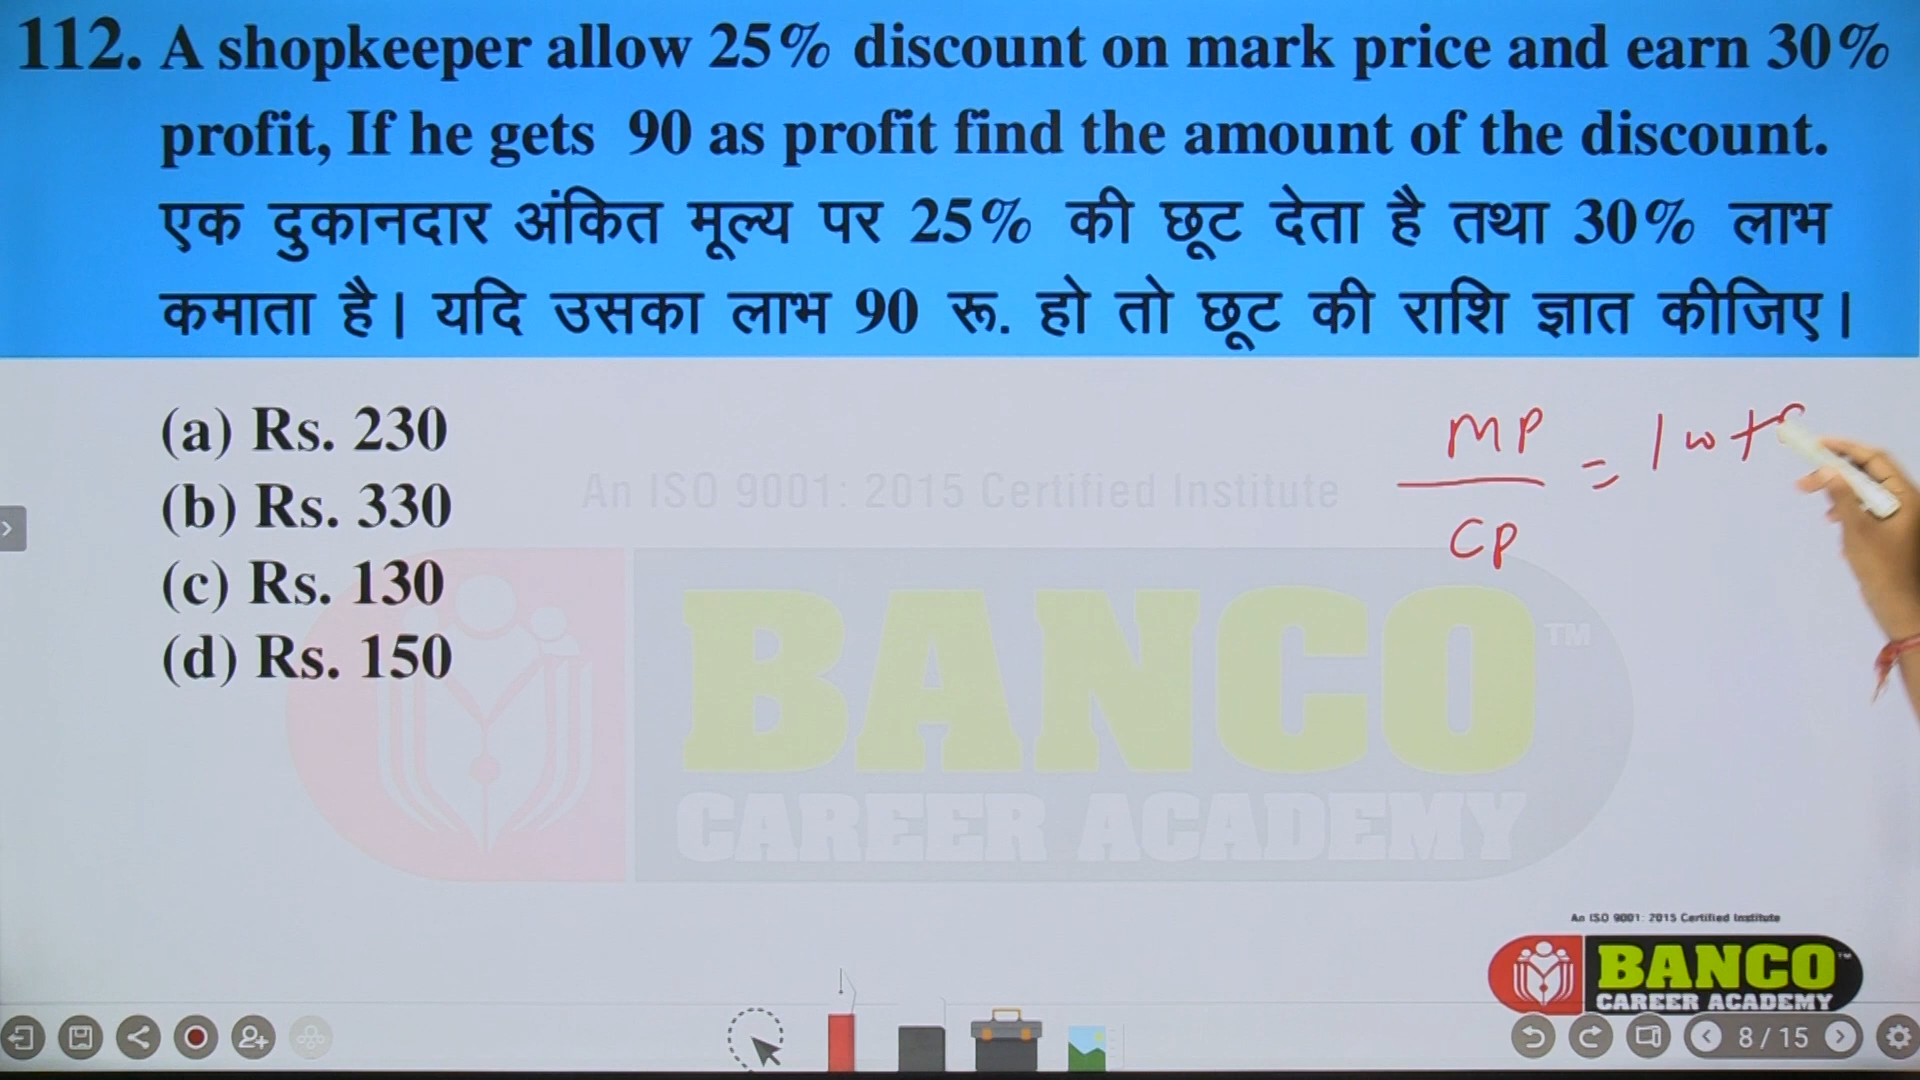 112. A shopkeeper allow 25% discount on mark price and earn 30%
profit, If he gets 90 as profit find the amount of the discount.
एक दुकानदार अंकित मूल्य पर 25% की छूट देता है तथा 30% लाभ
कमाता है। यदि उसका लाभ 90 रू. हो तो छूट की राशि ज्ञात कीजिए।
(a) Rs. 230
(b) Rs. 330
(c) Rs. 130
(d) Rs. 150
MP
CP
=
An ISO 9001: 2015 Certified Institute
BANCO TM
CAREER ACADEMY
An ISO 9001: 2015 Certified Institute
BANCO TM
CAREER ACADEMY
8/15